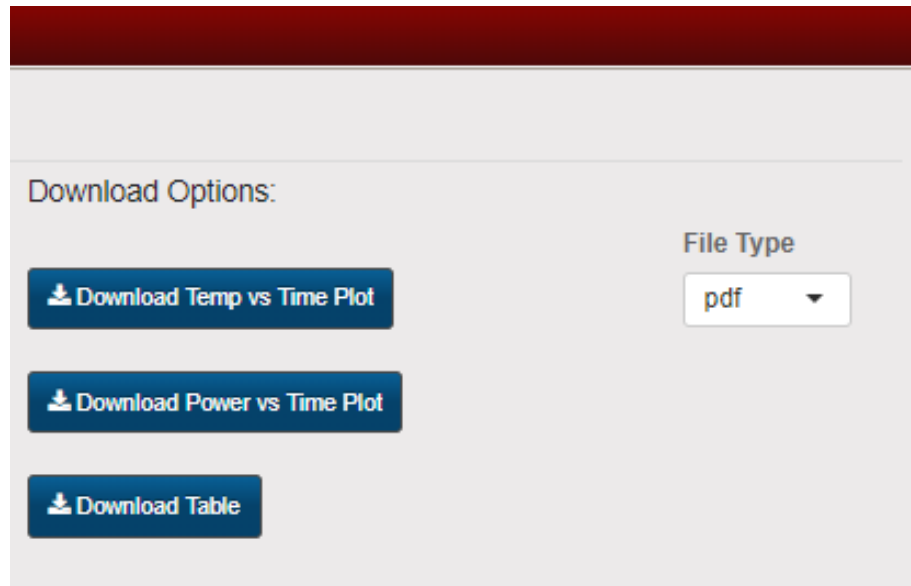 Download Options:
File Type
Download Temp vs Time Plot
pdf
Download Power vs Time Plot
Download Table